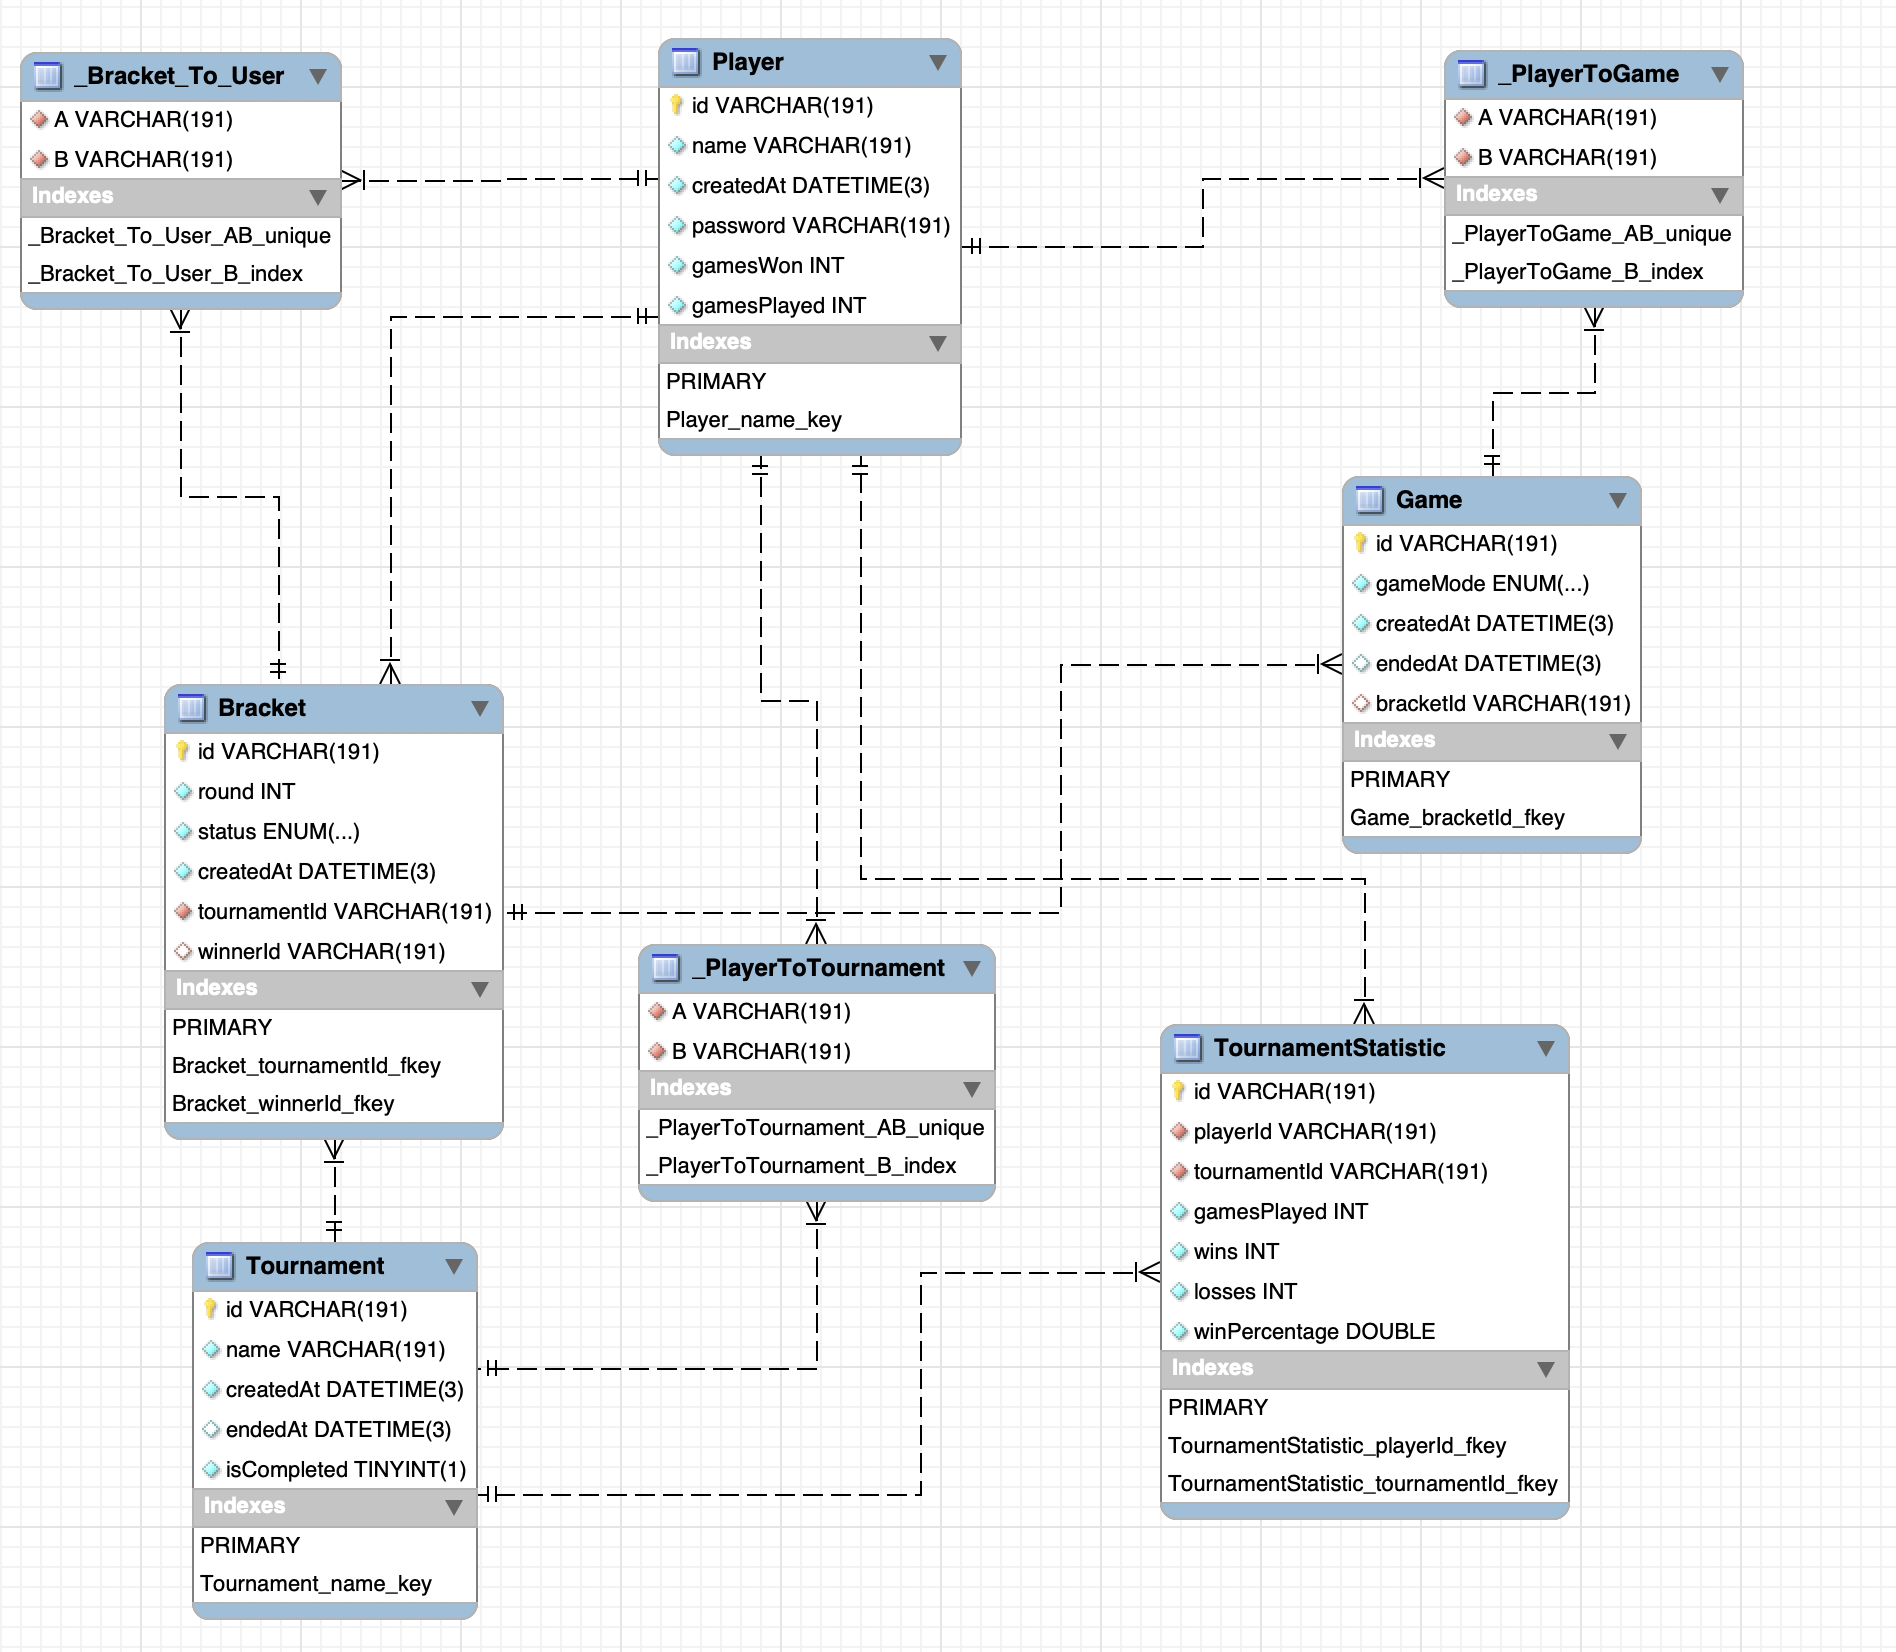 _Bracket_To_User
A VARCHAR(191)
B VARCHAR(191)
Indexes
_Bracket_To_User_AB_unique
_Bracket_To_User_B_index
Player
id VARCHAR(191)
name VARCHAR(191)
createdAt DATETIME(3)
password VARCHAR(191)
gamesWon INT
gamesPlayed INT
Indexes
PRIMARY
Player_name_key
_PlayerToGame
A VARCHAR(191)
B VARCHAR(191)
Indexes
_PlayerToGame_AB_unique
_PlayerToGame_B_index
Game
id VARCHAR(191)
gameMode ENUM(...)
createdAt DATETIME(3)
endedAt DATETIME(3)
bracketId VARCHAR(191)
Indexes
PRIMARY
Game_bracketId_fkey
Bracket
id VARCHAR(191)
round INT
status ENUM(...)
createdAt DATETIME(3)
tournamentId VARCHAR(191)
winnerId VARCHAR(191)
Indexes
PRIMARY
Bracket_tournamentId_fkey
Bracket_winnerId_fkey
_PlayerToTournament
A VARCHAR(191)
B VARCHAR(191)
Indexes
_PlayerToTournament_AB_unique
_PlayerToTournament_B_index
TournamentStatistic
id VARCHAR(191)
playerId VARCHAR(191)
tournamentId VARCHAR(191)
gamesPlayed INT
wins INT
losses INT
winPercentage DOUBLE
Indexes
PRIMARY
TournamentStatistic_playerId_fkey
TournamentStatistic_tournamentId_fkey
Tournament
id VARCHAR(191)
name VARCHAR(191)
createdAt DATETIME(3)
endedAt DATETIME(3)
isCompleted TINYINT(1)
Indexes
PRIMARY
Tournament_name_key